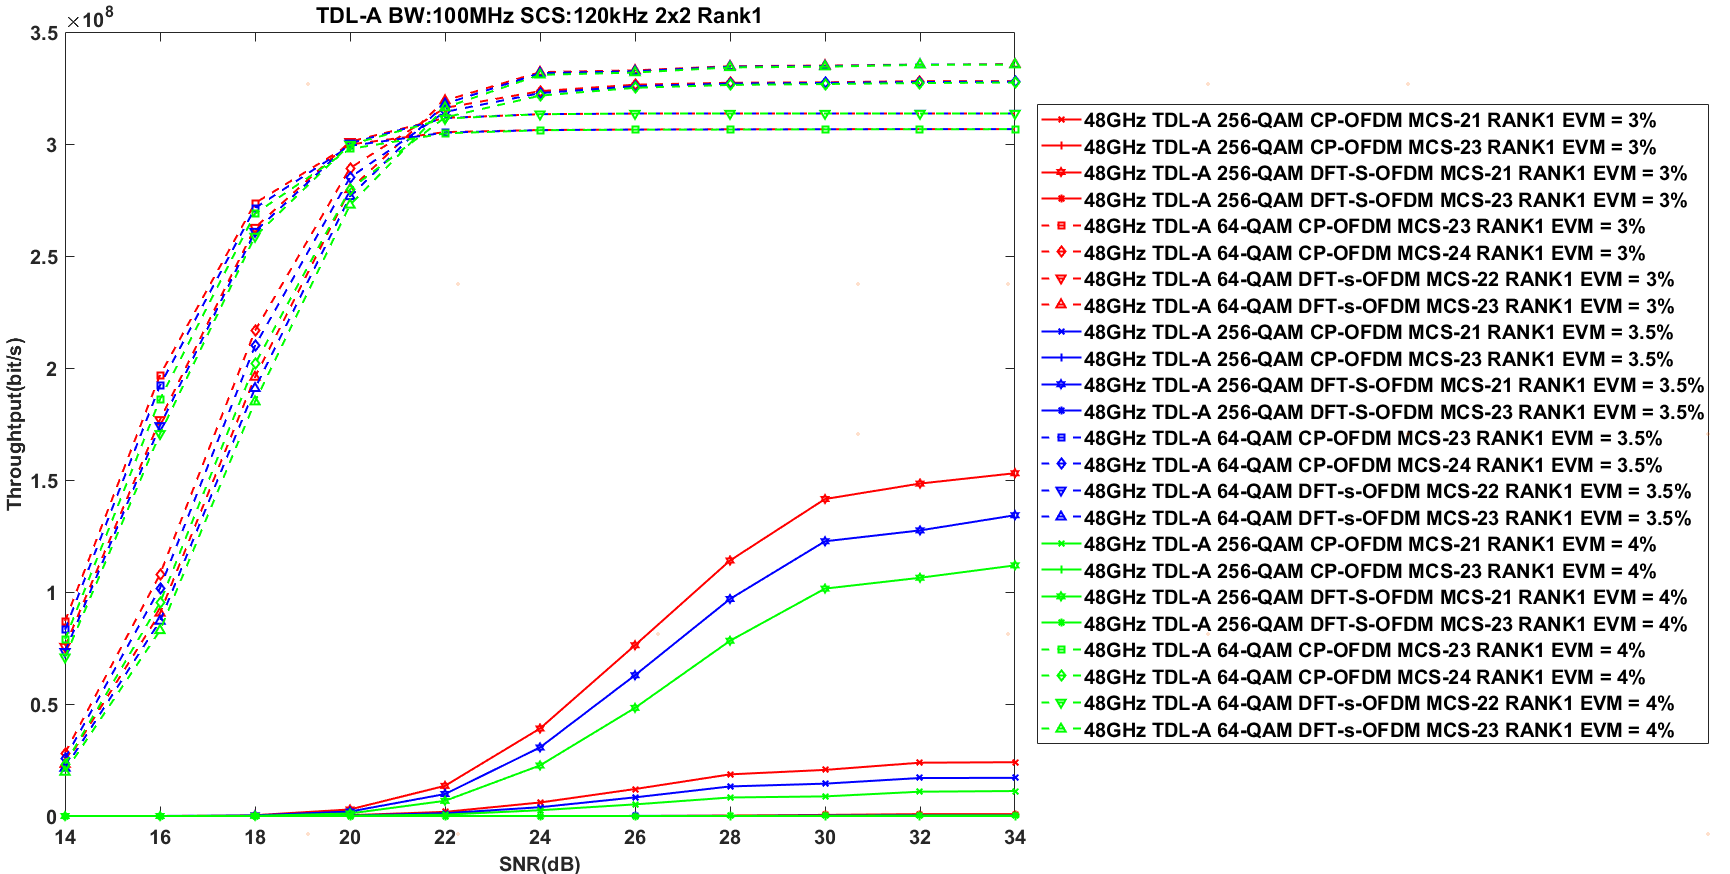 TDL-A BW:100MHz SCS:120kHz 2x2 Rank1
×10^8
3.5
3
2.5
2
1.5
1
0.5
0
Throughtput(bit/s)
14 16 18 20 22 24 26 28 30 32 34
SNR(dB)
48GHz TDL-A 256-QAM CP-OFDM MCS-21 RANK1 EVM = 3%
48GHz TDL-A 256-QAM CP-OFDM MCS-23 RANK1 EVM = 3%
48GHz TDL-A 256-QAM DFT-S-OFDM MCS-21 RANK1 EVM = 3%
48GHz TDL-A 256-QAM DFT-S-OFDM MCS-23 RANK1 EVM = 3%
48GHz TDL-A 64-QAM CP-OFDM MCS-23 RANK1 EVM = 3%
48GHz TDL-A 64-QAM CP-OFDM MCS-24 RANK1 EVM = 3%
48GHz TDL-A 64-QAM DFT-s-OFDM MCS-22 RANK1 EVM = 3%
48GHz TDL-A 64-QAM DFT-s-OFDM MCS-23 RANK1 EVM = 3%
48GHz TDL-A 256-QAM CP-OFDM MCS-21 RANK1 EVM = 3.5%
48GHz TDL-A 256-QAM CP-OFDM MCS-23 RANK1 EVM = 3.5%
48GHz TDL-A 256-QAM DFT-S-OFDM MCS-21 RANK1 EVM = 3.5%
48GHz TDL-A 256-QAM DFT-S-OFDM MCS-23 RANK1 EVM = 3.5%
48GHz TDL-A 64-QAM CP-OFDM MCS-23 RANK1 EVM = 3.5%
48GHz TDL-A 64-QAM CP-OFDM MCS-24 RANK1 EVM = 3.5%
48GHz TDL-A 64-QAM DFT-s-OFDM MCS-22 RANK1 EVM = 3.5%
48GHz TDL-A 64-QAM DFT-s-OFDM MCS-23 RANK1 EVM = 3.5%
48GHz TDL-A 256-QAM CP-OFDM MCS-21 RANK1 EVM = 4%
48GHz TDL-A 256-QAM CP-OFDM MCS-23 RANK1 EVM = 4%
48GHz TDL-A 256-QAM DFT-S-OFDM MCS-21 RANK1 EVM = 4%
48GHz TDL-A 256-QAM DFT-S-OFDM MCS-23 RANK1 EVM = 4%
48GHz TDL-A 64-QAM CP-OFDM MCS-23 RANK1 EVM = 4%
48GHz TDL-A 64-QAM CP-OFDM MCS-24 RANK1 EVM = 4%
48GHz TDL-A 64-QAM DFT-s-OFDM MCS-22 RANK1 EVM = 4%
48GHz TDL-A 64-QAM DFT-s-OFDM MCS-23 RANK1 EVM = 4%